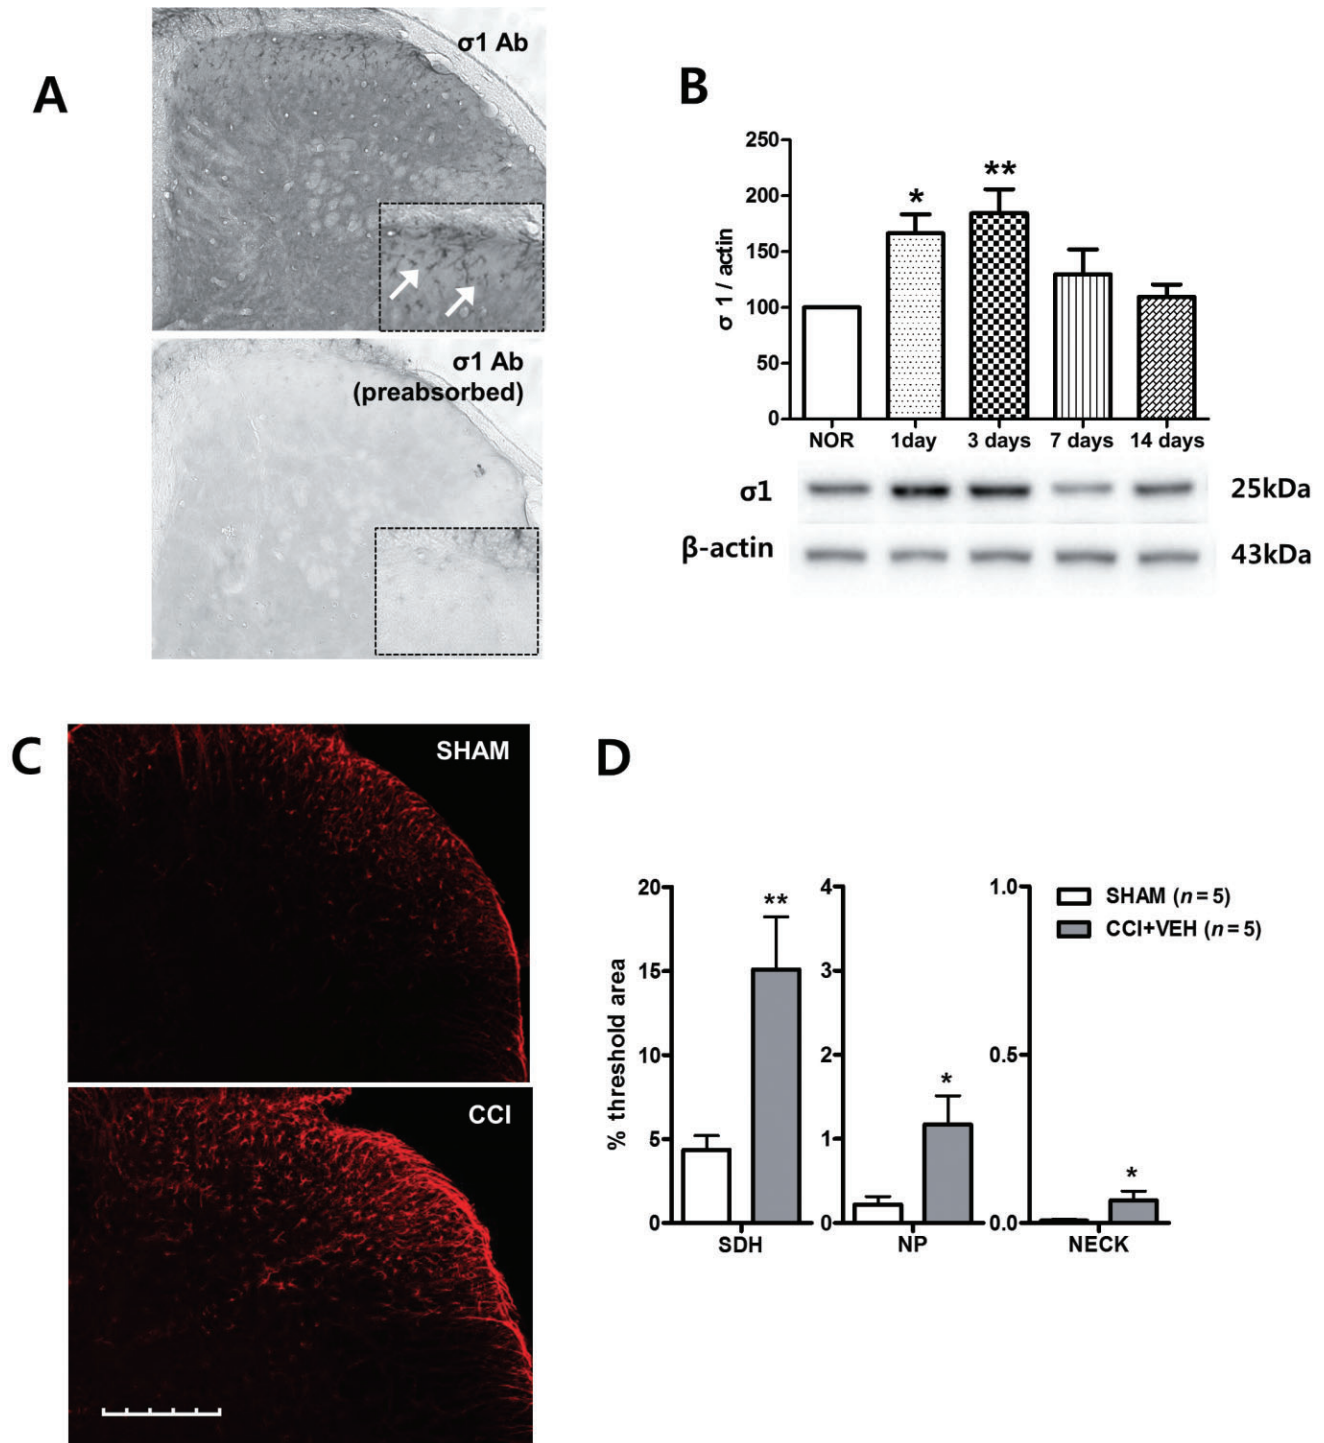 A
σ1 Ab
σ1 Ab
(preabsorbed)
B
250
200
150
100
50
0
σ 1 / actin
*
**
NOR 1day 3 days 7 days 14 days
σ1 25kDa
β-actin 43kDa
C
SHAM
CCI
D
% threshold area
20
15
10
5
0
**
SDH
4
3
2
1
0
*
NP
1.0
0.5
0.0
*
NECK
SHAM (n = 5)
CCI+VEH (n = 5)